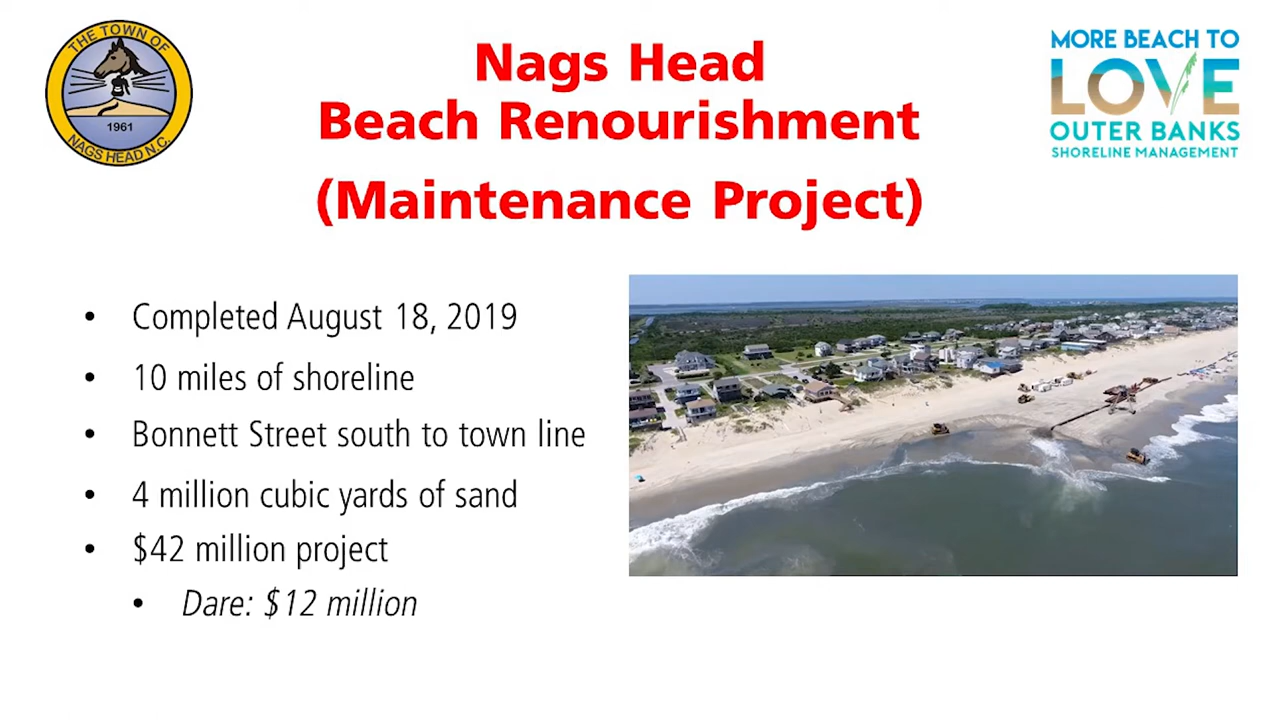 THE TOWN OF
1961
NAGS HEAD N.C.
Nags Head
Beach Renourishment
(Maintenance Project)
MORE BEACH TO
LOVE
OUTER BANKS
SHORELINE MANAGEMENT
• Completed August 18, 2019
• 10 miles of shoreline
• Bonnett Street south to town line
• 4 million cubic yards of sand
• $42 million project
• Dare: $12 million